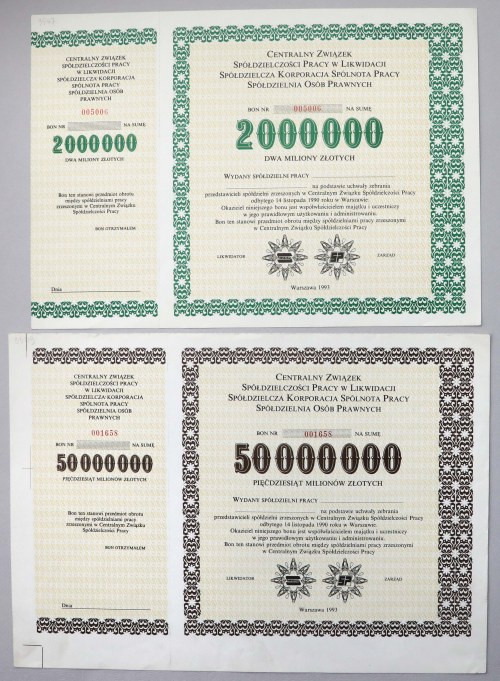 CENTRALNY ZWIĄZEK
SPÓŁDZIELCZOŚCI PRACY
W LIKWIDACJI
SPÓŁDZIELCZA KORPORACJA
SPÓLNOTA PRACY
SPÓŁDZIELNIA OSÓB
PRAWNYCH
005006
BON NR NA SUMĘ
2000000
DWA MILIONY ZŁOTYCH
Bon ten stanowi przedmiot obrotu
między spółdzielniami pracy
zrzeszonymi w Centralnym Związku
Spółdzielczości Pracy
BON OTRZYMAŁEM
Dnia
CENTRALNY ZWIĄZEK
SPÓŁDZIELCZOŚCI PRACY W LIKWIDACJI
SPÓŁDZIELCZA KORPORACJA SPÓLNOTA PRACY
SPÓŁDZIELNIA OSÓB PRAWNYCH
BON NR 005006 NA SUMĘ
2000000
DWA MILIONY ZŁOTYCH
WYDANY SPÓŁDZIELNI PRACY
na podstawie uchwały zebrania
przedstawicieli spółdzielni zrzeszonych w Centralnym Związku Spółdzielczości Pracy
odbytego 14 listopada 1990 roku w Warszawie.
Okaziciel niniejszego bonu jest współwłaścicielem majątku i uczestniczy
w jego prawidłowym użytkowaniu i administrowaniu.
Bon ten stanowi przedmiot obrotu między spółdzielniami pracy zrzeszonymi
w Centralnym Związku Spółdzielczości Pracy
LIKWIDATOR ZARZĄD
Warszawa 1993
CENTRALNY ZWIĄZEK
SPÓŁDZIELCZOŚCI PRACY
W LIKWIDACJI
SPÓŁDZIELCZA KORPORACJA
SPÓLNOTA PRACY
SPÓŁDZIELNIA OSÓB
PRAWNYCH
001658
BON NR NA SUMĘ
50000000
PIĘĆDZIESIĄT MILIONÓW ZŁOTYCH
Bon ten stanowi przedmiot obrotu
między spółdzielniami pracy
zrzeszonymi w Centralnym Związku
Spółdzielczości Pracy
BON OTRZYMAŁEM
Dnia
CENTRALNY ZWIĄZEK
SPÓŁDZIELCZOŚCI PRACY W LIKWIDACJI
SPÓŁDZIELCZA KORPORACJA SPÓLNOTA PRACY
SPÓŁDZIELNIA OSÓB PRAWNYCH
BON NR 001658 NA SUMĘ
50000000
PIĘĆDZIESIĄT MILIONÓW ZŁOTYCH
WYDANY SPÓŁDZIELNI PRACY
na podstawie uchwały zebrania
przedstawicieli spółdzielni zrzeszonych w Centralnym Związku Spółdzielczości Pracy
odbytego 14 listopada 1990 roku w Warszawie.
Okaziciel niniejszego bonu jest współwłaścicielem majątku i uczestniczy
w jego prawidłowym użytkowaniu i administrowaniu.
Bon ten stanowi przedmiot obrotu między spółdzielniami pracy zrzeszonymi
w Centralnym Związku Spółdzielczości Pracy
LIKWIDATOR ZARZĄD
Warszawa 1993